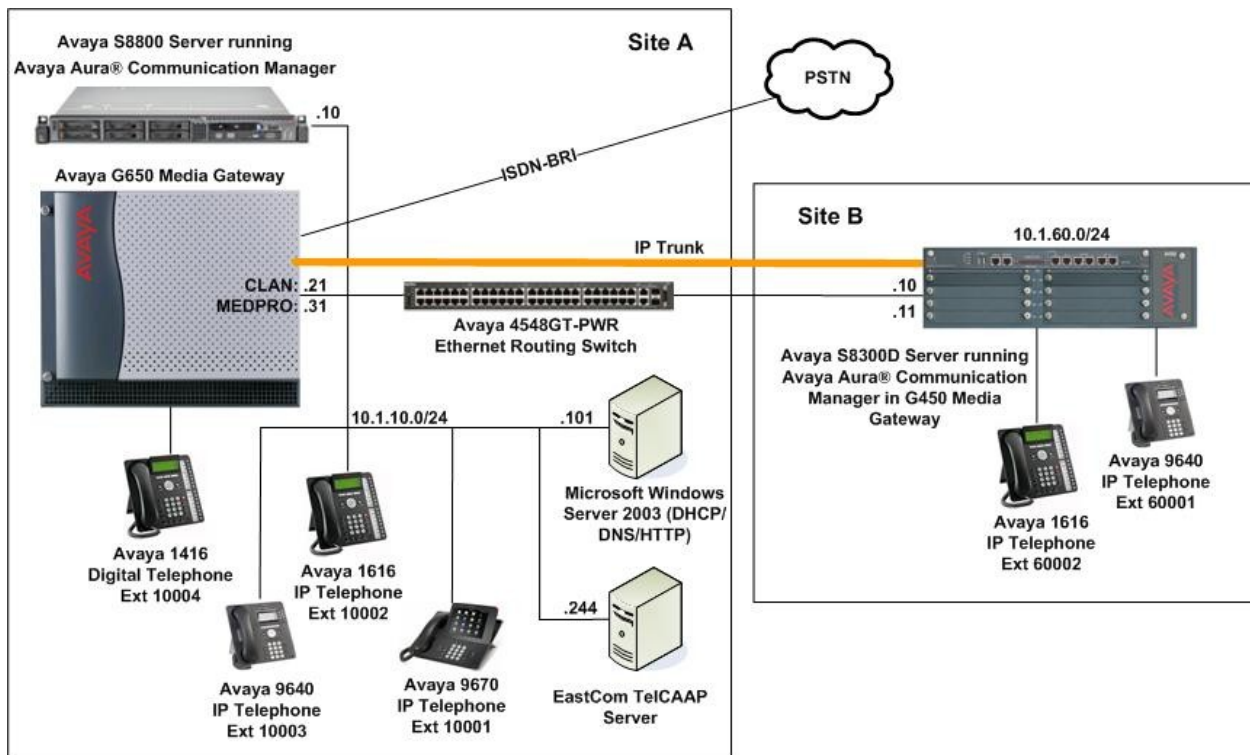 Avaya S8800 Server running
Avaya Aura® Communication Manager
.10
Site A
PSTN
Avaya G650 Media Gateway
AVAYA
ISDN-BRI
CLAN: .21
MEDPRO: .31
IP Trunk
Avaya 4548GT-PWR
Ethernet Routing Switch
Site B
10.1.60.0/24
.10
.11
AVAYA
Avaya S8300D Server running
Avaya Aura® Communication
Manager in G450 Media
Gateway
10.1.10.0/24
.101
Microsoft Windows
Server 2003 (DHCP/
DNS/HTTP)
.244
EastCom TelCAAP
Server
Avaya 1416
Digital Telephone
Ext 10004
Avaya 1616
IP Telephone
Ext 10002
Avaya 9640
IP Telephone
Ext 10003
Avaya 9670
IP Telephone
Ext 10001
Avaya 9640
IP Telephone
Ext 60001
Avaya 1616
IP Telephone
Ext 60002